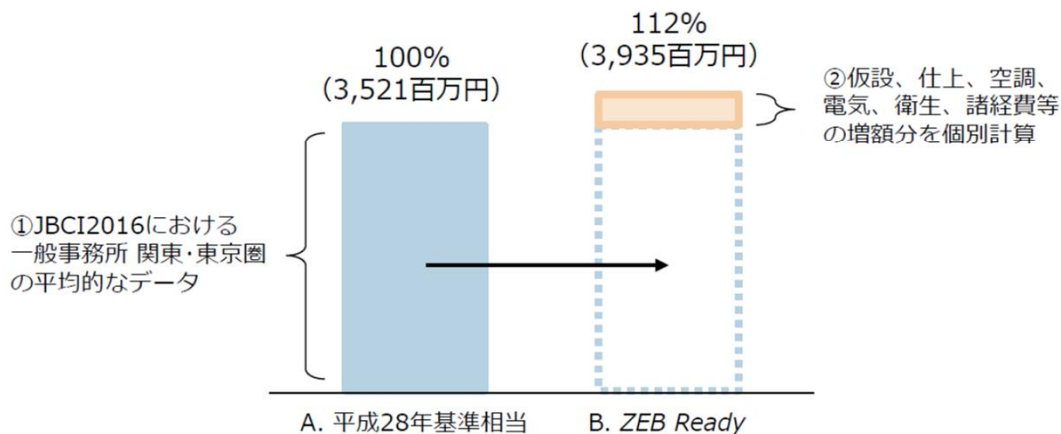 100%
(3,521百万円)
112%
(3,935百万円)
②仮設、仕上、空調、
電気、衛生、諸経費等
の増額分を個別計算
①JBCI2016における
一般事務所 関東・東京圏
の平均的なデータ
A. 平成28年基準相当
B. ZEB Ready